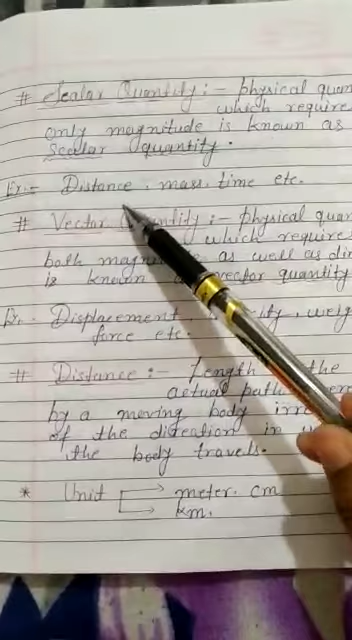 # Scalar Quantity :- physical quan
which require
only magnitude is known as
Scalar quantity.
Ex:- Distance, mass, time etc.
# Vector Quantity :- physical quan
which require
both as well as dir
is known vector quantity
Ex. Displacement, weig
force etc.
# Distance :- Length the
actual path
by a moving body irre
of the direction in
the body travels.
* Unit → meter. cm
→ km.